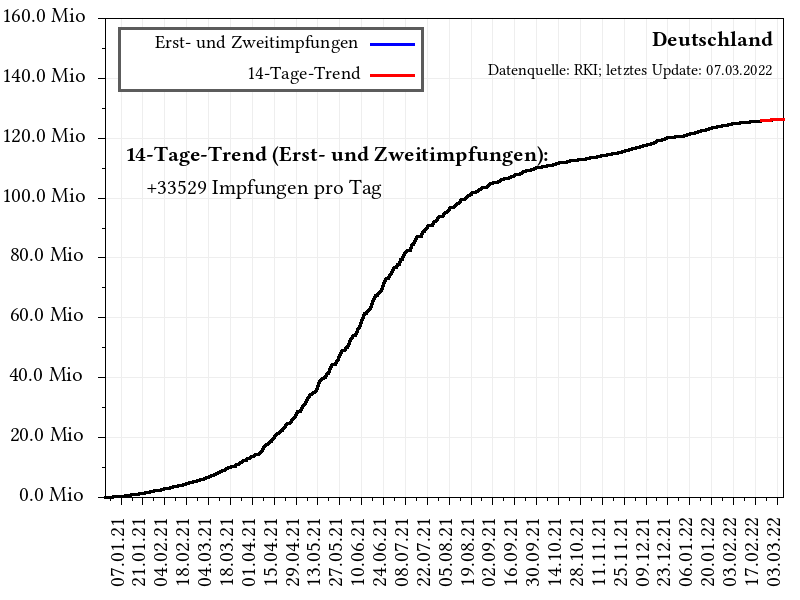 160.0 Mio
140.0 Mio
120.0 Mio
100.0 Mio
80.0 Mio
60.0 Mio
40.0 Mio
20.0 Mio
0.0 Mio
Erst- und Zweitimpfungen
14-Tage-Trend
Deutschland
Datenquelle: RKI; letztes Update: 07.03.2022
14-Tage-Trend (Erst- und Zweitimpfungen):
+33529 Impfungen pro Tag
07.01.21
21.01.21
04.02.21
18.02.21
04.03.21
18.03.21
01.04.21
15.04.21
29.04.21
13.05.21
27.05.21
10.06.21
24.06.21
08.07.21
22.07.21
05.08.21
19.08.21
02.09.21
16.09.21
30.09.21
14.10.21
28.10.21
11.11.21
25.11.21
09.12.21
23.12.21
06.01.22
20.01.22
03.02.22
17.02.22
03.03.22